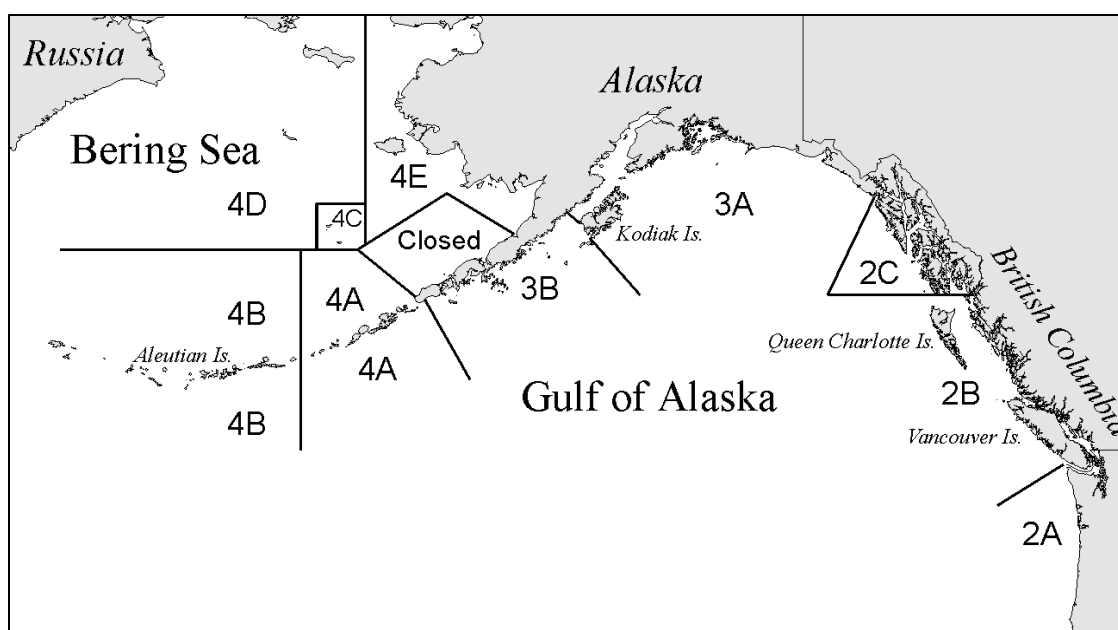 Russia
Alaska
Bering Sea
4E
4D
4C
3A
Closed
Kodiak Is.
British Columbia
2C
3B
4A
4B
Queen Charlotte Is.
Aleutian Is.
4A
Gulf of Alaska
2B
4B
Vancouver Is.
2A